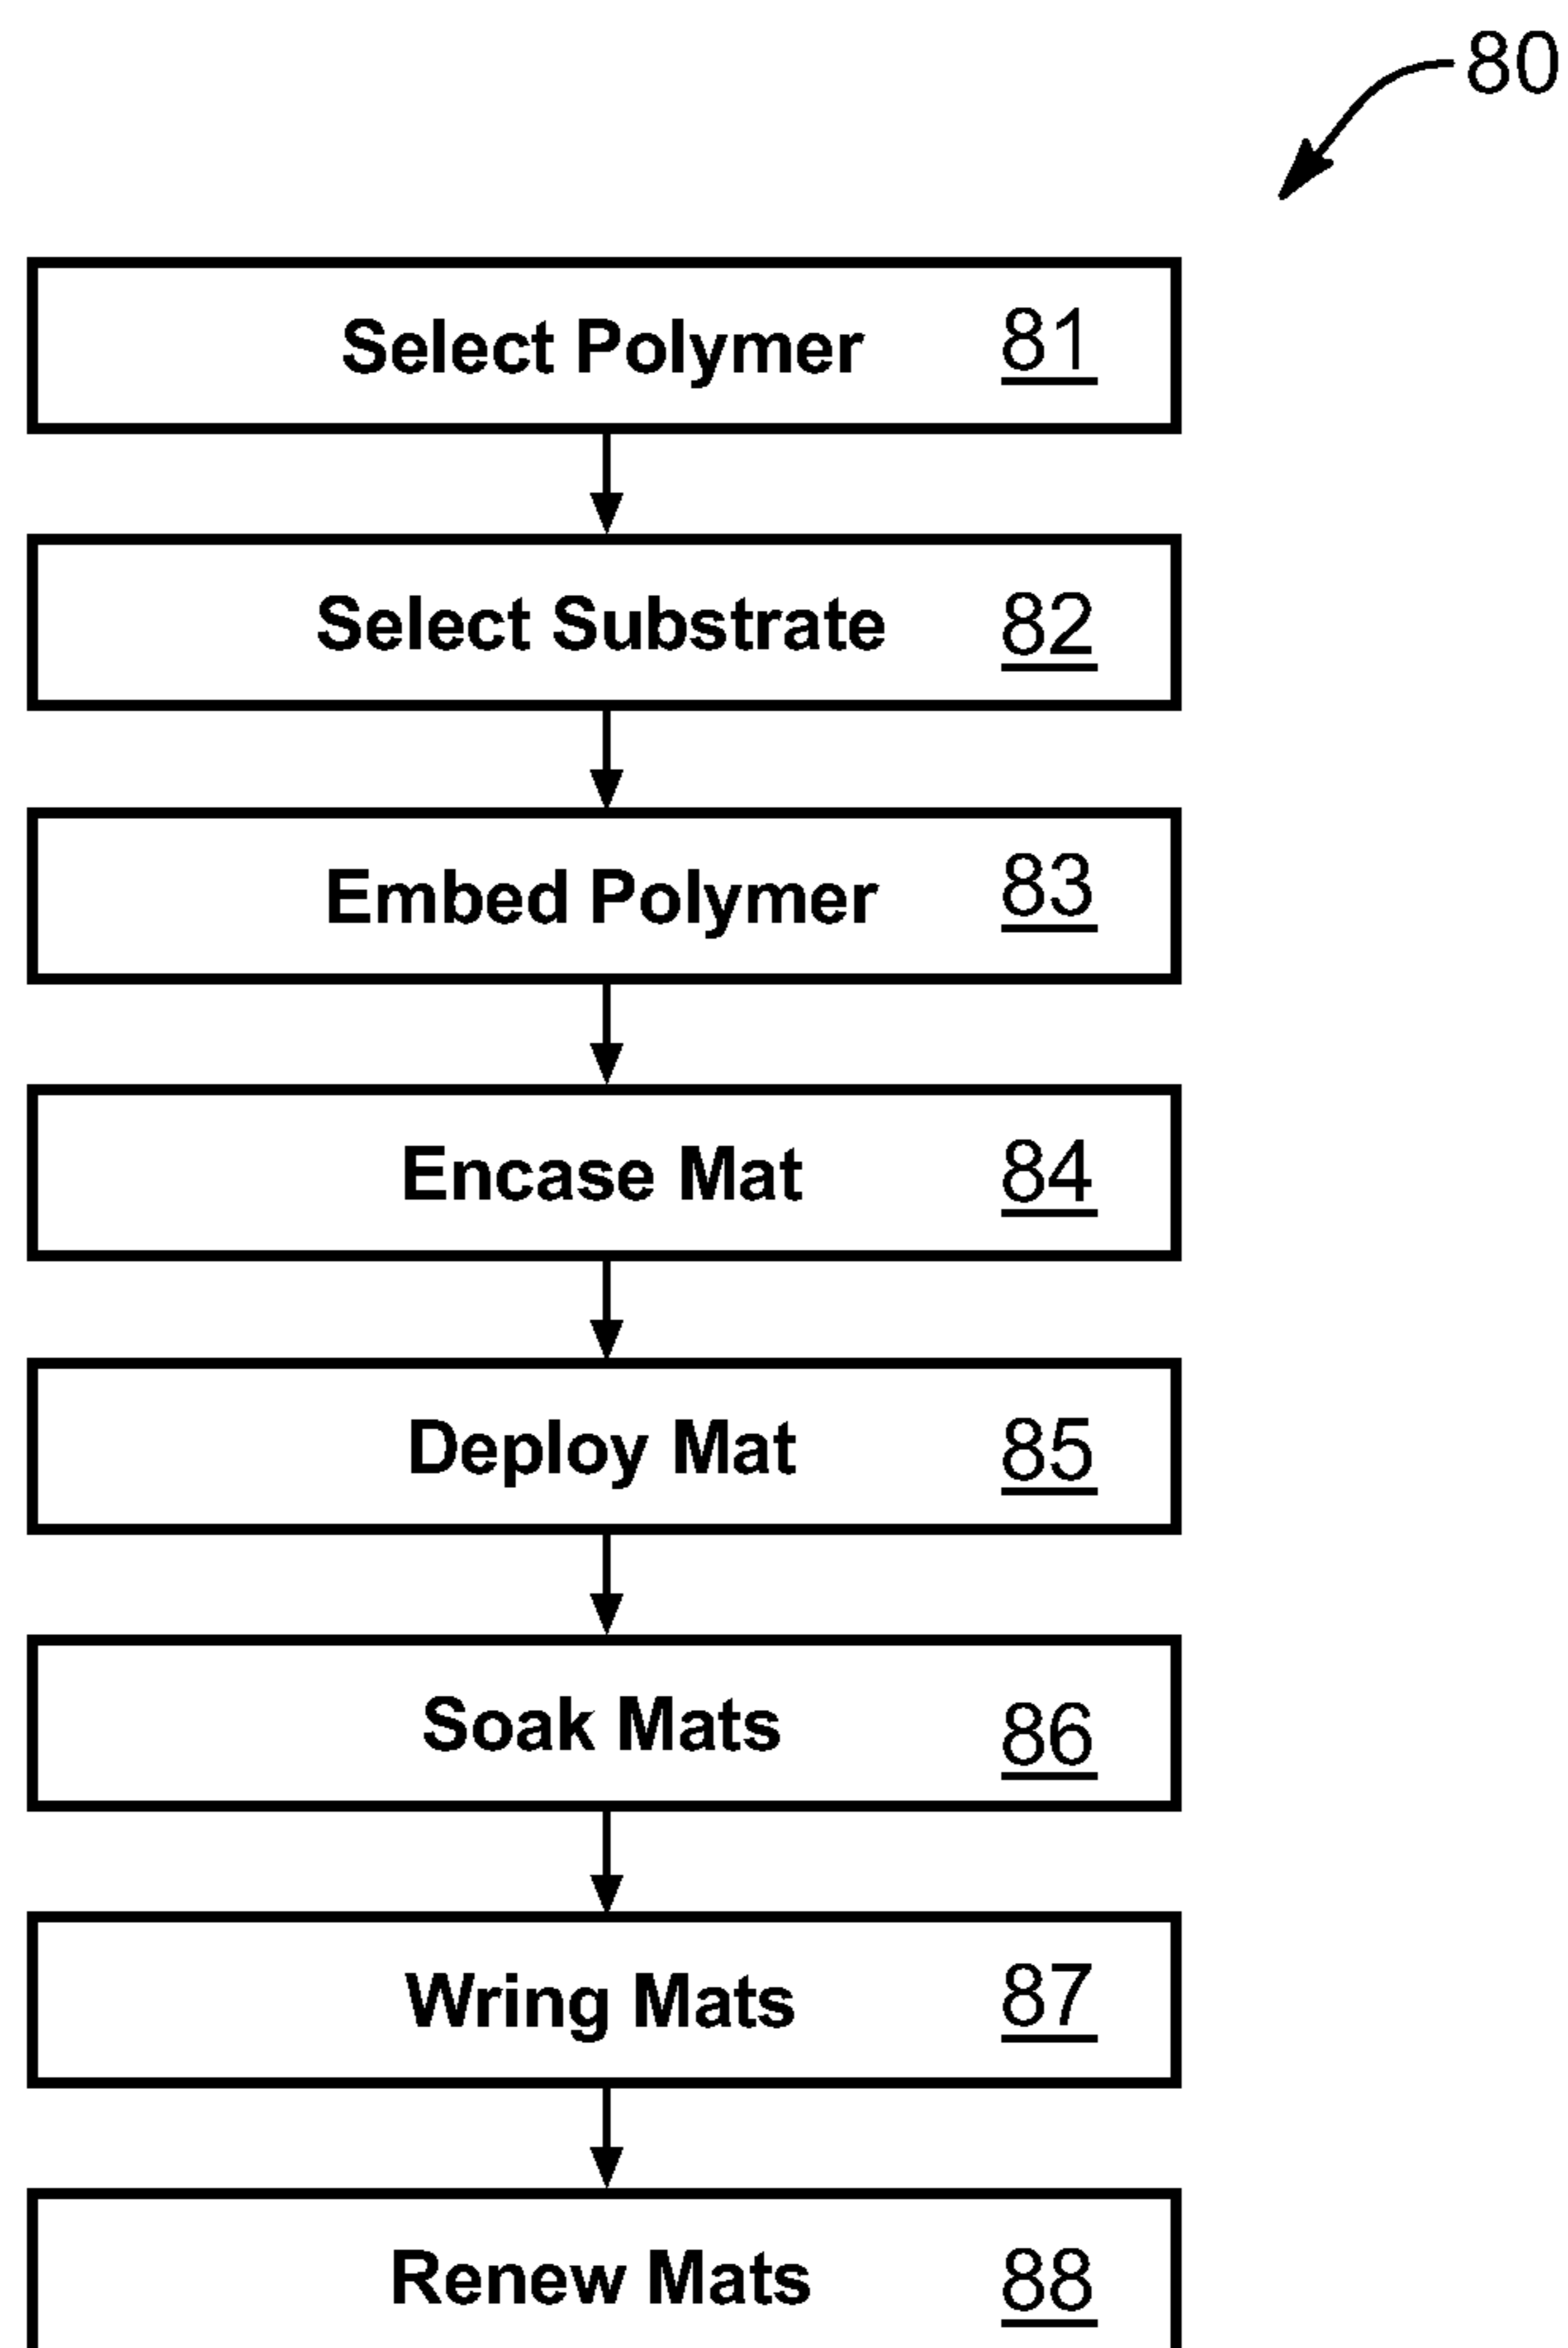 80
Select Polymer 81
Select Substrate 82
Embed Polymer 83
Encase Mat 84
Deploy Mat 85
Soak Mats 86
Wring Mats 87
Renew Mats 88